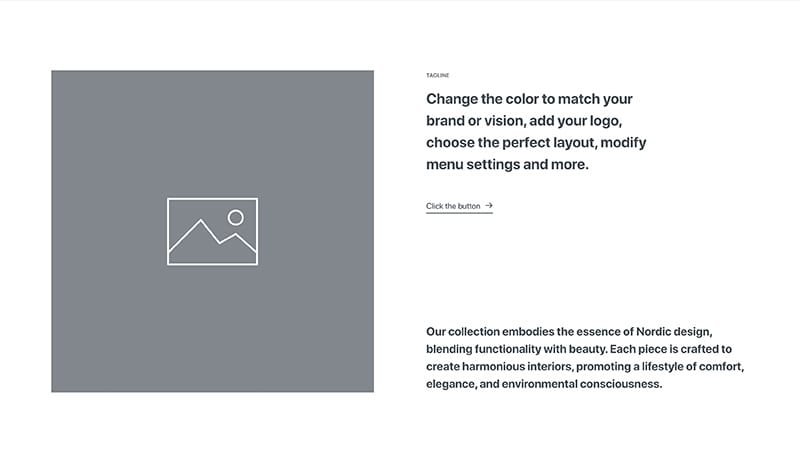 TAGLINE
Change the color to match your
brand or vision, add your logo,
choose the perfect layout, modify
menu settings and more.
Click the button →
Our collection embodies the essence of Nordic design,
blending functionality with beauty. Each piece is crafted to
create harmonious interiors, promoting a lifestyle of comfort,
elegance, and environmental consciousness.